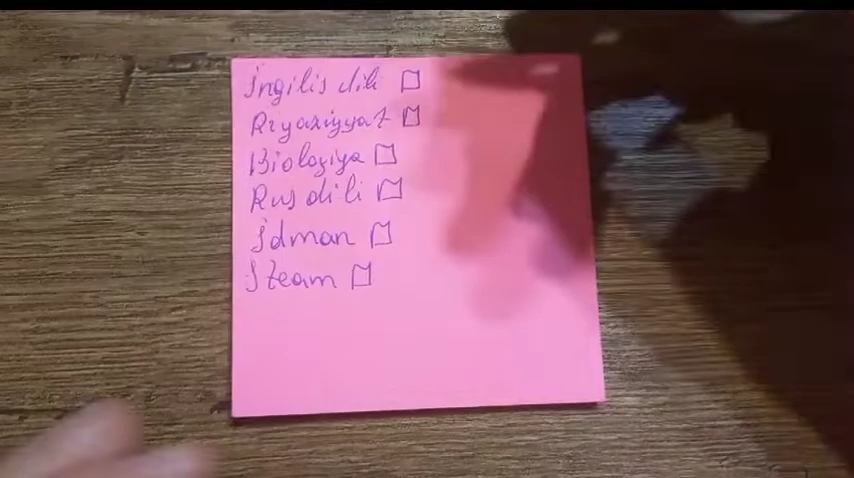 İngilis dili
Riyaziyyat
Biologiya
Rus dili
İdman
Steam